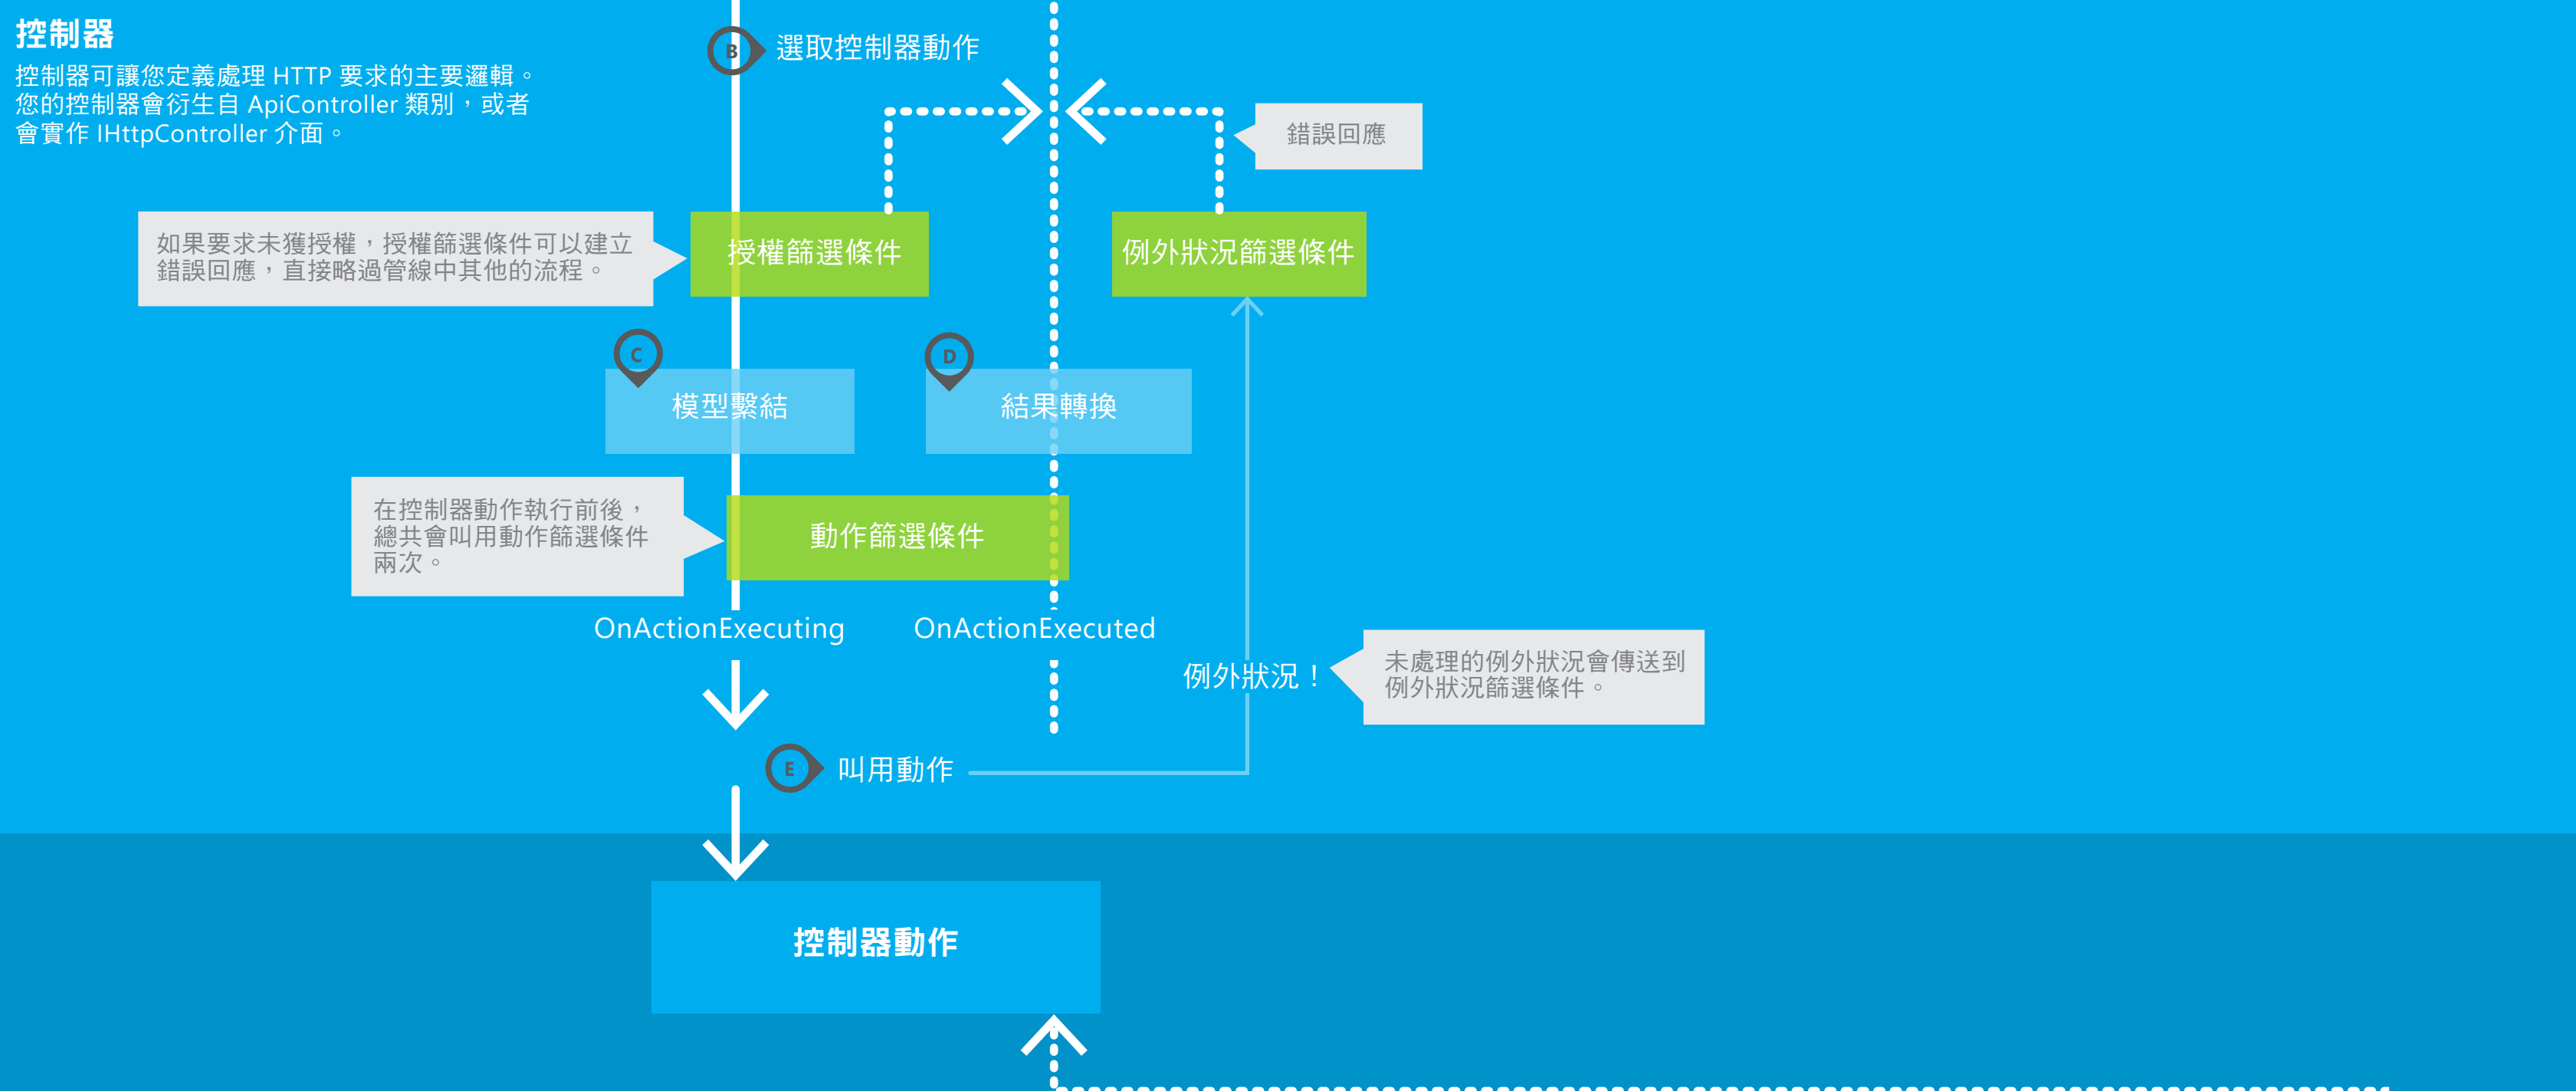 控制器
控制器可讓您定義處理 HTTP 要求的主要邏輯。
您的控制器會衍生自 ApiController 類別，或者
會實作 IHttpController 介面。
B
選取控制器動作
錯誤回應
如果要求未獲授權，授權篩選條件可以建立
錯誤回應，直接略過管線中其他的流程。
授權篩選條件
例外狀況篩選條件
C
模型繫結
D
結果轉換
在控制器動作執行前後，
總共會叫用動作篩選條件
兩次。
動作篩選條件
OnActionExecuting
OnActionExecuted
例外狀況！
未處理的例外狀況會傳送到
例外狀況篩選條件。
E
叫用動作
控制器動作